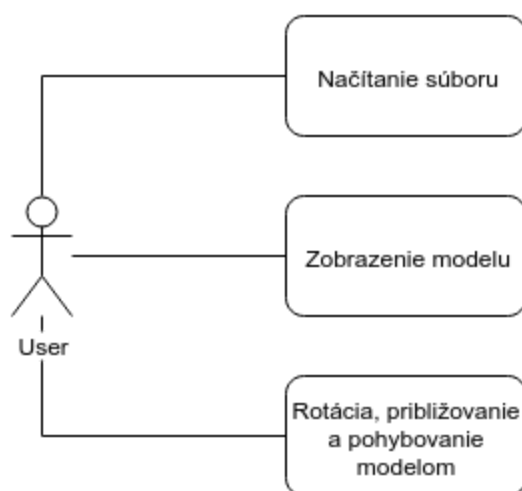 Načítanie súboru
Zobrazenie modelu
User
Rotácia, približovanie
a pohybovanie
modelom